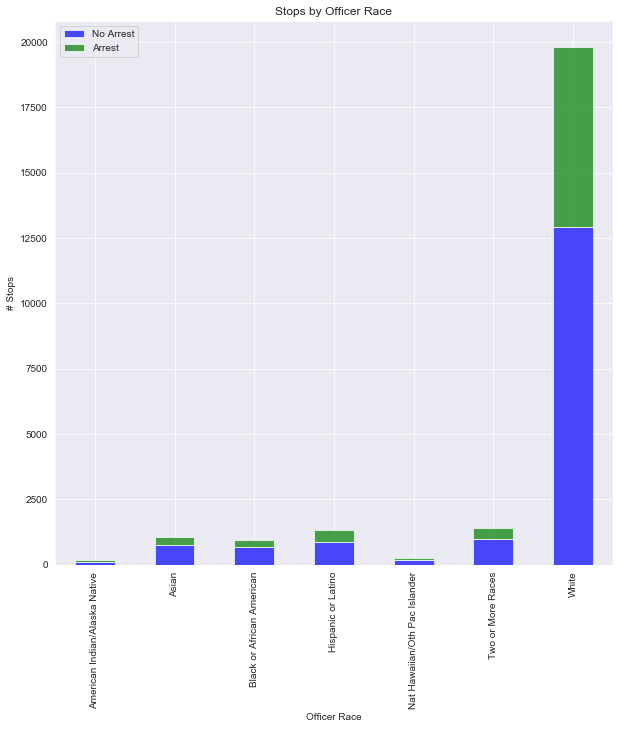 Stops by Officer Race
No Arrest
Arrest
20000
17500
15000
12500
10000
7500
5000
2500
0
# Stops
American Indian/Alaska Native
Asian
Black or African American
Hispanic or Latino
Nat Hawaiian/Oth Pac Islander
Two or More Races
White
Officer Race